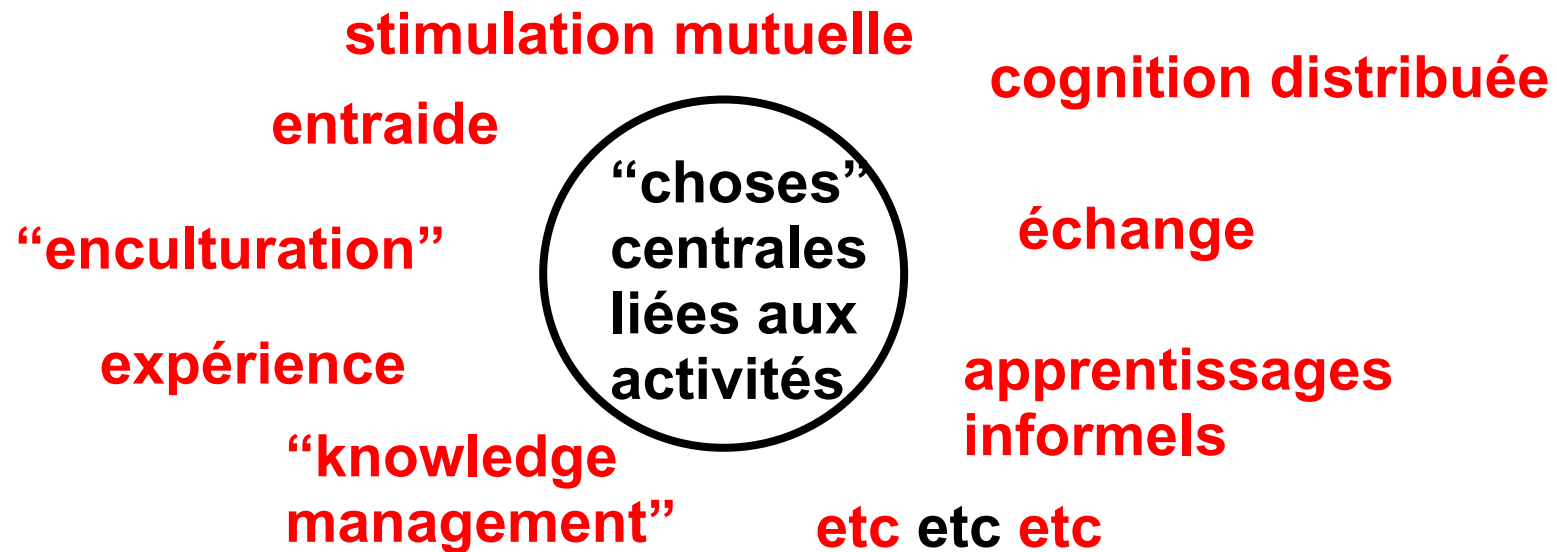 stimulation mutuelle
cognition distribuée
entraide
“choses”
centrales
liées aux
activités
“enculturation”
échange
expérience
apprentissages
informels
“knowledge
management”
etc etc etc